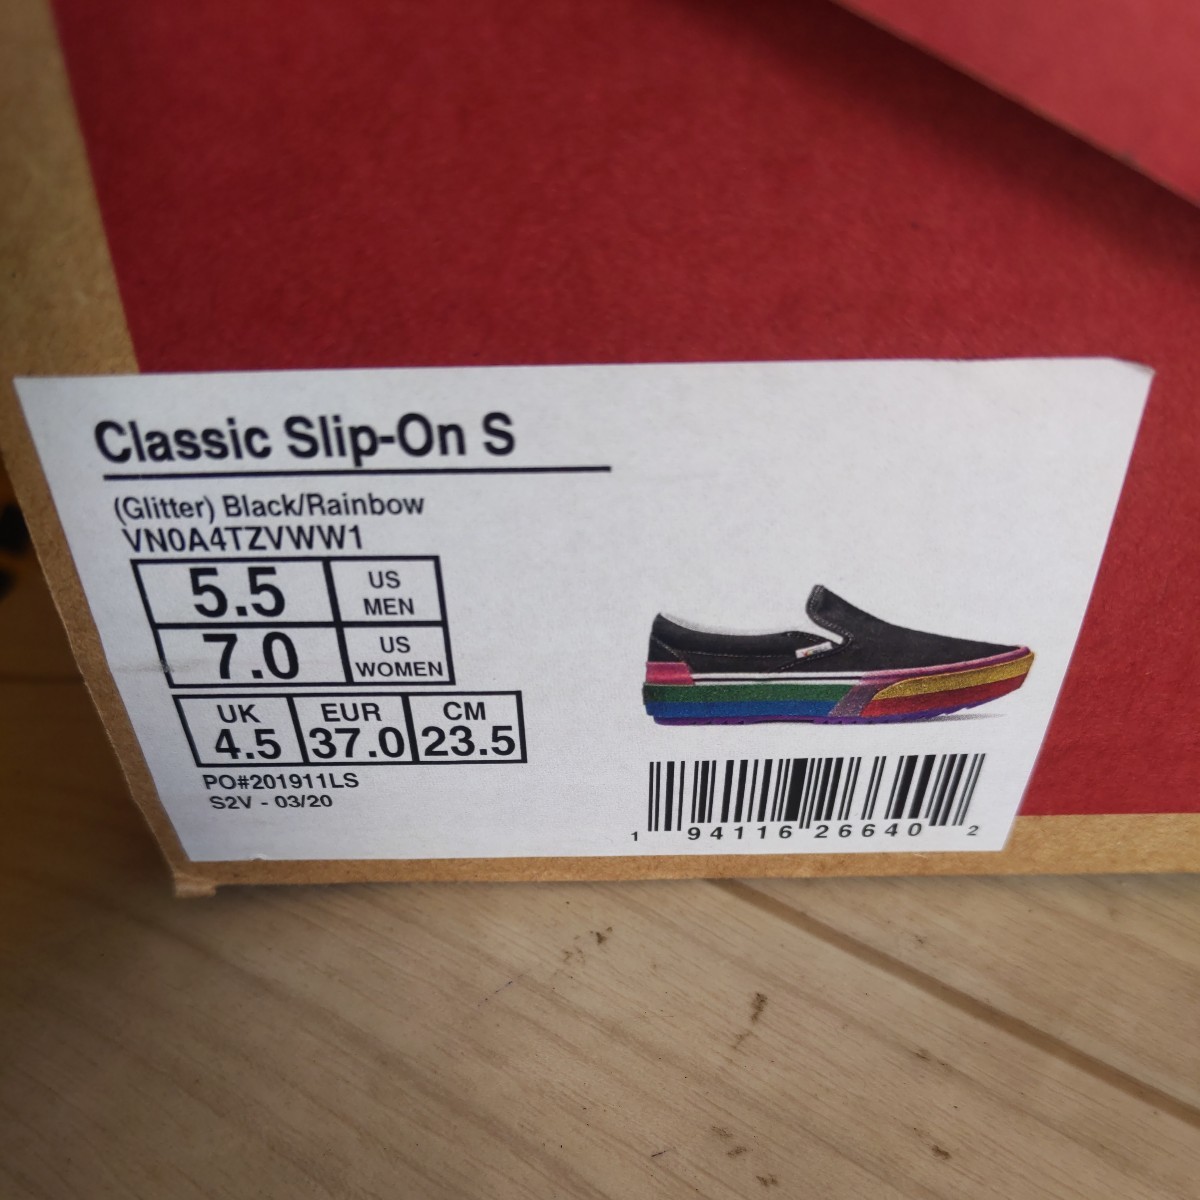 Classic Slip-On S
(Glitter) Black/Rainbow
VN0A4TZVWW1
5.5 US MEN
7.0 US WOMEN
UK EUR CM
4.5 37.0 23.5
PO#201911LS
S2V - 03/20
1 94116 26640 2